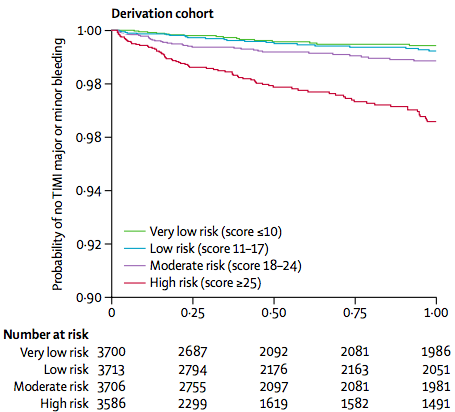 Derivation cohort
Probability of no TIMI major or minor bleeding
1·00
0·98
0·98
0·94
0·92
0·90
Very low risk (score ≤10)
Low risk (score 11–17)
Moderate risk (score 18–24)
High risk (score ≥25)
0 0·25 0·50 0·75 1·00
Number at risk
Very low risk 3700 2687 2092 2081 1986
Low risk 3713 2794 2176 2163 2051
Moderate risk 3706 2755 2097 2081 1981
High risk 3586 2299 1619 1582 1491